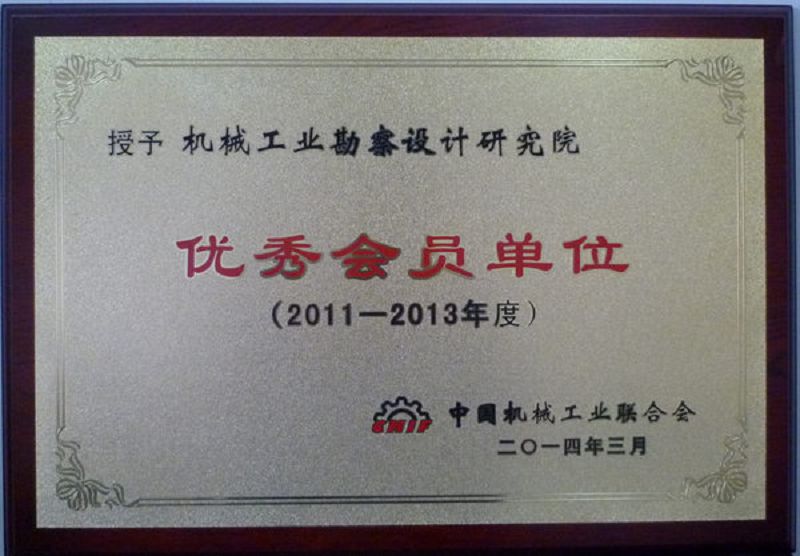 授予 机械工业勘察设计研究院
优秀会员单位
（2011—2013年度）
CMIF 中国机械工业联合会
二〇一四年三月